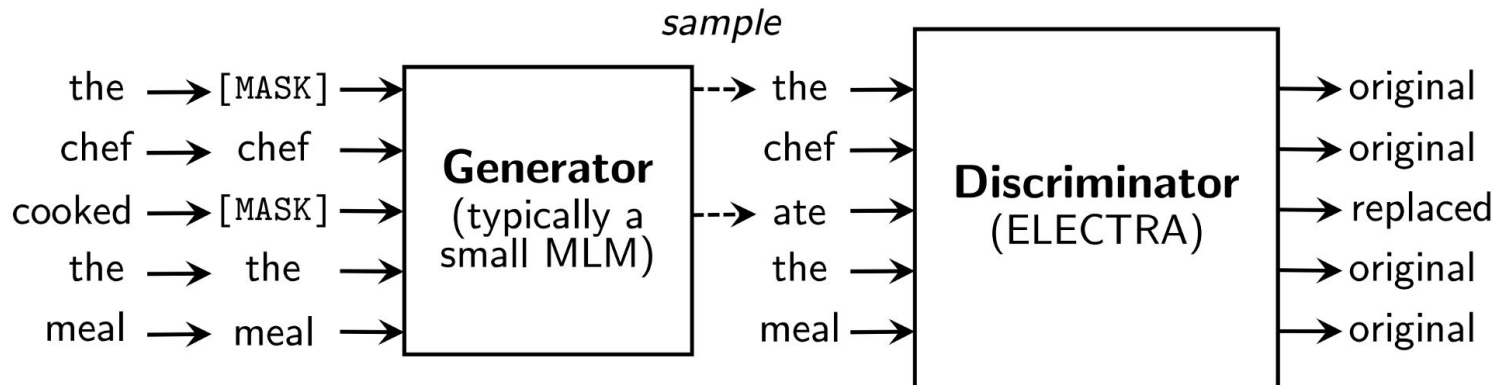 sample
the [MASK] the original
chef chef chef original
cooked [MASK] ate replaced
the the the original
meal meal meal original
Generator
(typically a
small MLM)
Discriminator
(ELECTRA)